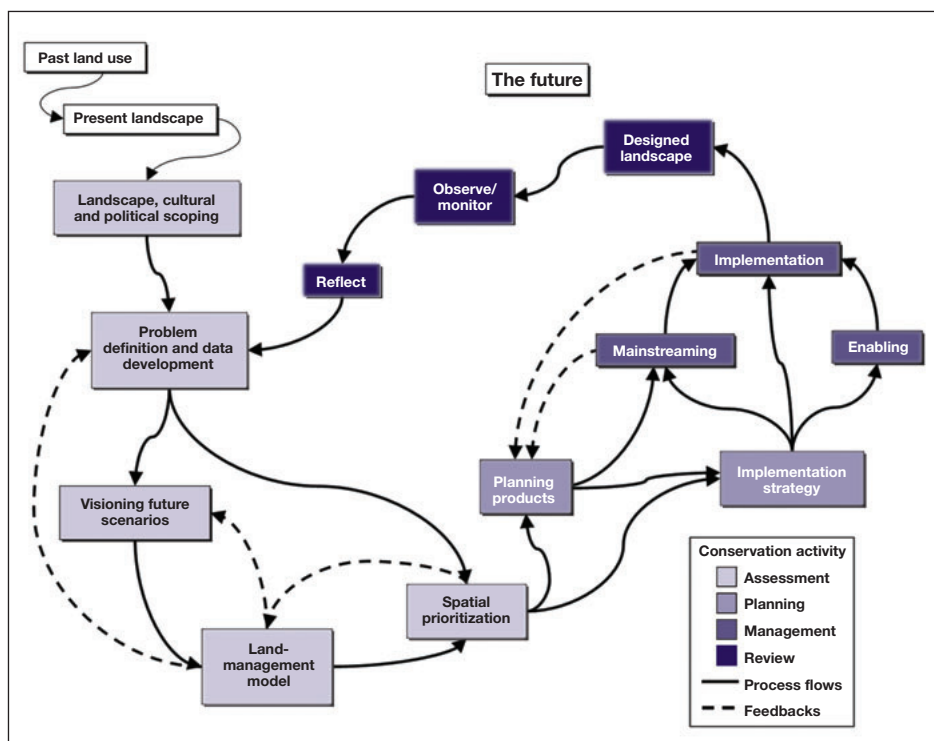 Past land use
The future
Present landscape
Designed
landscape
Landscape, cultural
and political scoping
Observe/
monitor
Implementation
Reflect
Problem
definition and data
development
Mainstreaming
Enabling
Planning
products
Implementation
strategy
Visioning future
scenarios
Spatial
prioritization
Land-
management
model
Conservation activity
Assessment
Planning
Management
Review
Process flows
Feedbacks